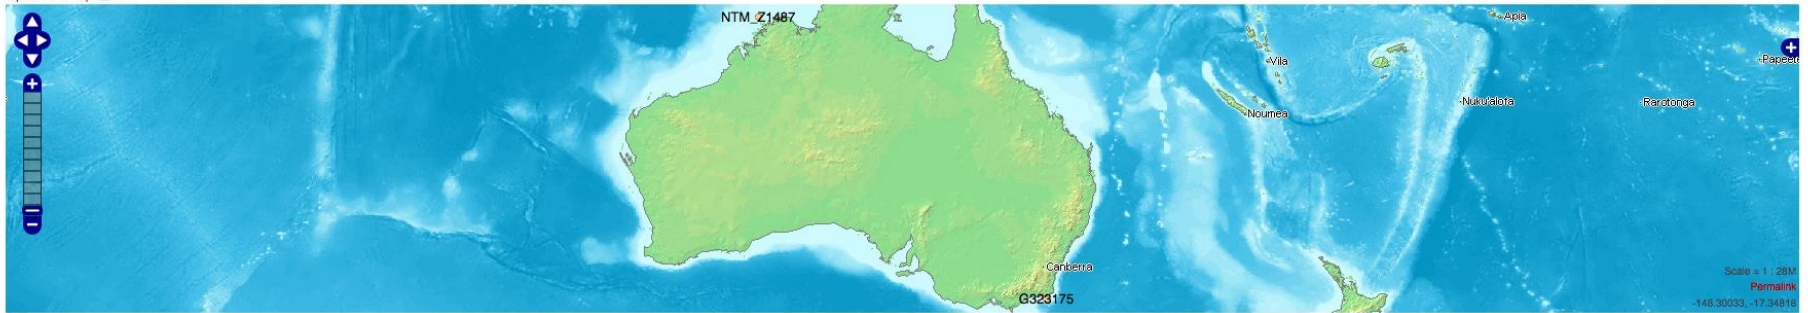 NTM_Z1487
Apia
Vila
Papeete
Nuku'alofa
Rarotonga
Noumea
Canberra
G323175
Scale = 1 : 28M
Permalink
-148.30033, -17.34818